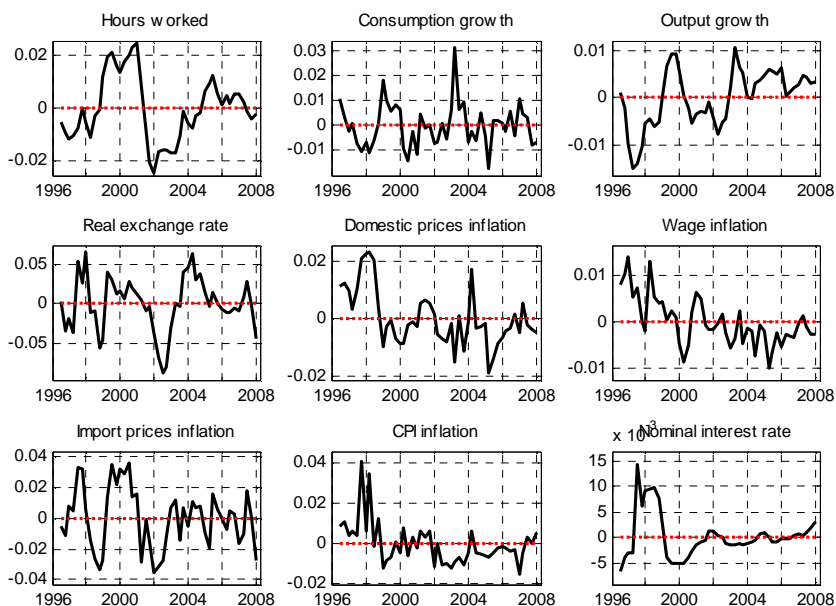 Hours worked Consumption growth Output growth
0.02
0
-0.02
1996 2000 2004 2008
0.03
0.02
0.01
0
-0.01
1996 2000 2004 2008
0.01
0
-0.01
1996 2000 2004 2008
Real exchange rate Domestic prices inflation Wage inflation
0.05
0
-0.05
1996 2000 2004 2008
0.02
0
-0.02
1996 2000 2004 2008
0.01
0
-0.01
1996 2000 2004 2008
Import prices inflation CPI inflation Nominal interest rate
0.04
0.02
0
-0.02
-0.04
1996 2000 2004 2008
0.04
0.02
0
-0.02
1996 2000 2004 2008
x 10^-3
15
10
5
0
-5
1996 2000 2004 2008